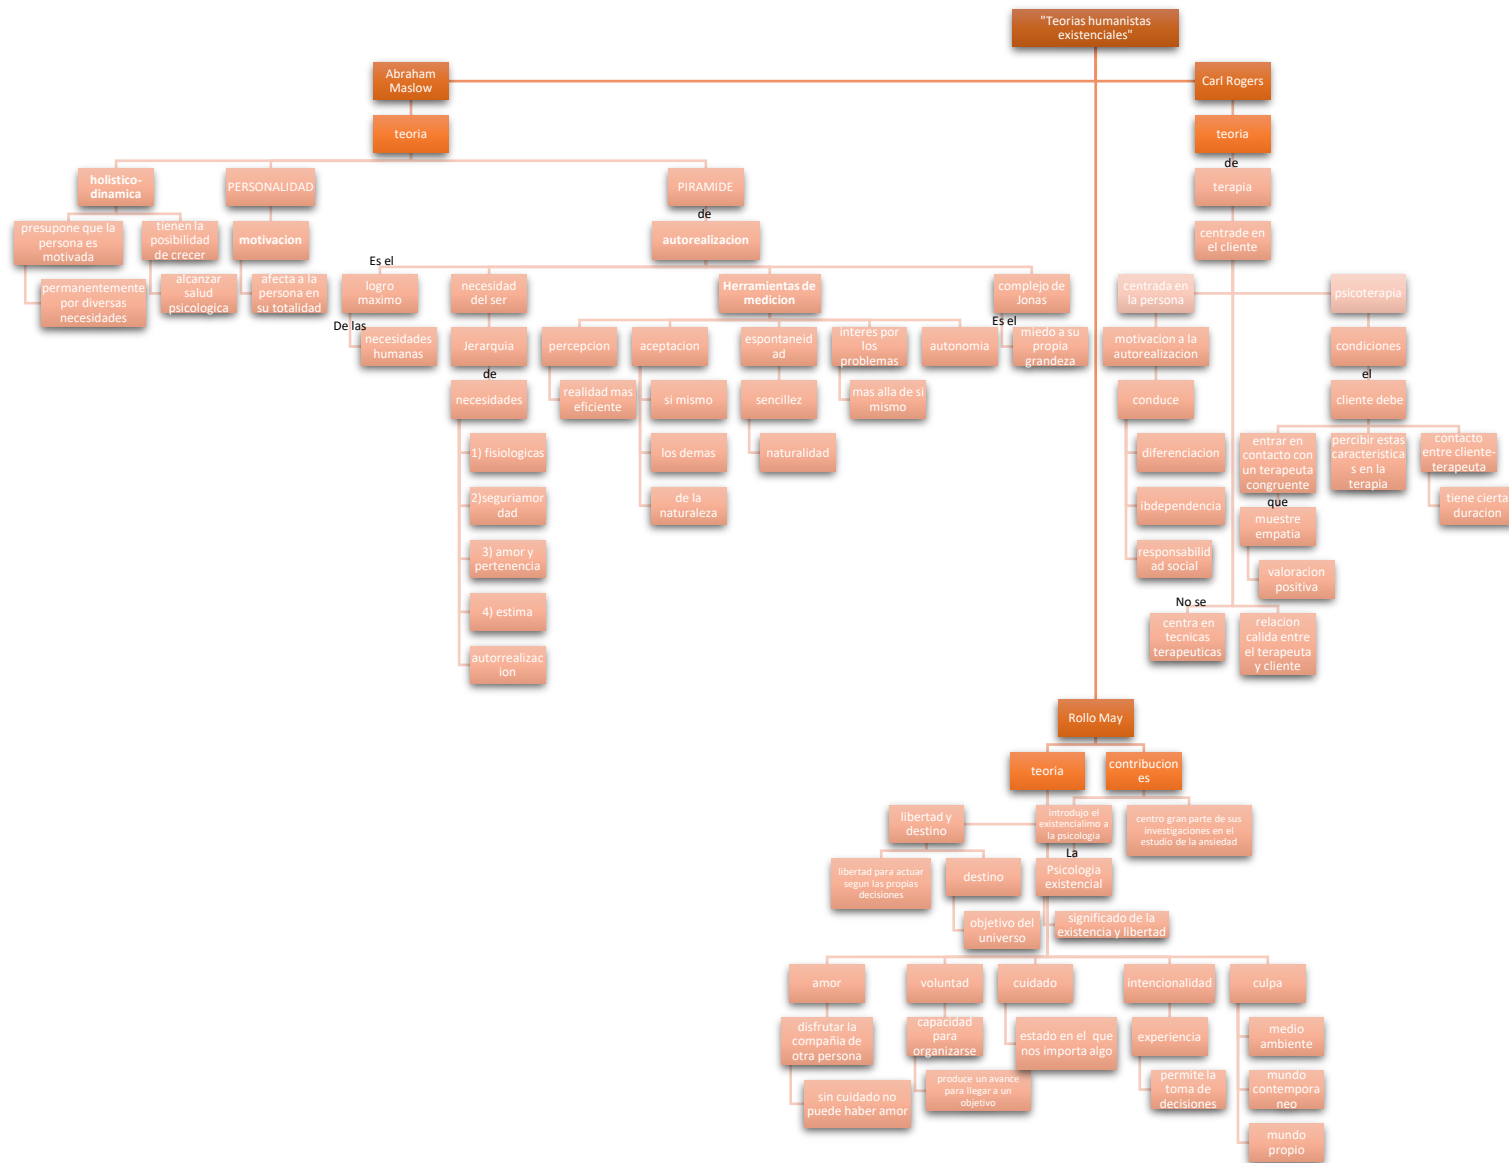 "Teorias humanistas
existenciales"
Abraham
Maslow
teoria
holistico-
dinamica
presupone que la
persona es
motivada
permanentemente
por diversas
necesidades
tienen la
posibilidad
de crecer
alcanzar
salud
psicologica
PERSONALIDAD
motivacion
afecta a la
persona en
su totalidad
PIRAMIDE
de
autorealizacion
Es el
logro
maximo
De las
necesidades
humanas
necesidad
del ser
Jerarquia
de
necesidades
1) fisiologicas
2)seguriamor
dad
3) amor y
pertenencia
4) estima
autorrealizac
ion
Herramientas de
medicion
percepcion
realidad mas
eficiente
aceptacion
si mismo
los demas
de la
naturaleza
espontaneid
ad
sencillez
naturalidad
interes por
los
problemas
mas alla de si
mismo
autonomia
complejo de
Jonas
Es el
miedo a su
propia
grandeza
Carl Rogers
teoria
de
terapia
centrade en
el cliente
centrada en
la persona
motivacion a la
autorealizacion
conduce
diferenciacion
ibdependencia
responsabilid
ad social
psicoterapia
condiciones
el
cliente debe
entrar en
contacto con
un terapeuta
congruente
que
muestre
empatia
valoracion
positiva
percibir estas
caracteristica
s en la
terapia
contacto
entre cliente-
terapeuta
tiene cierta
duracion
No se
centra en
tecnicas
terapeuticas
relacion
calida entre
el terapeuta
y cliente
Rollo May
teoria
contribucion
es
libertad y
destino
libertad para actuar
segun las propias
decisiones
destino
objetivo del
universo
introdujo el
existencialimo a
la psicologia
La
Psicologia
existencial
significado de la
existencia y libertad
centro gran parte de sus
investigaciones en el
estudio de la ansiedad
amor
disfrutar la
compañia de
otra persona
sin cuidado no
puede haber amor
voluntad
capacidad
para
organizarse
produce un avance
para llegar a un
objetivo
cuidado
estado en el  que
nos importa algo
intencionalidad
experiencia
permite la
toma de
decisiones
culpa
medio
ambiente
mundo
contempora
neo
mundo
propio